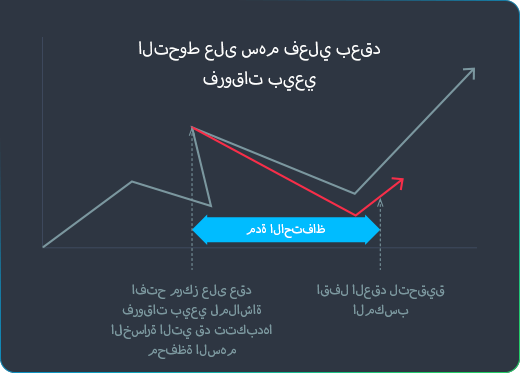 التحوط على سهم فعلي بعقد
فروقات بيعي
مدة الاحتفاظ
افتح مركز على عقد
فروقات بيعي لملاشاة
الخسارة التي قد تتكبدها
محفظة السهم
اقفل العقد لتحقيق
المكسب